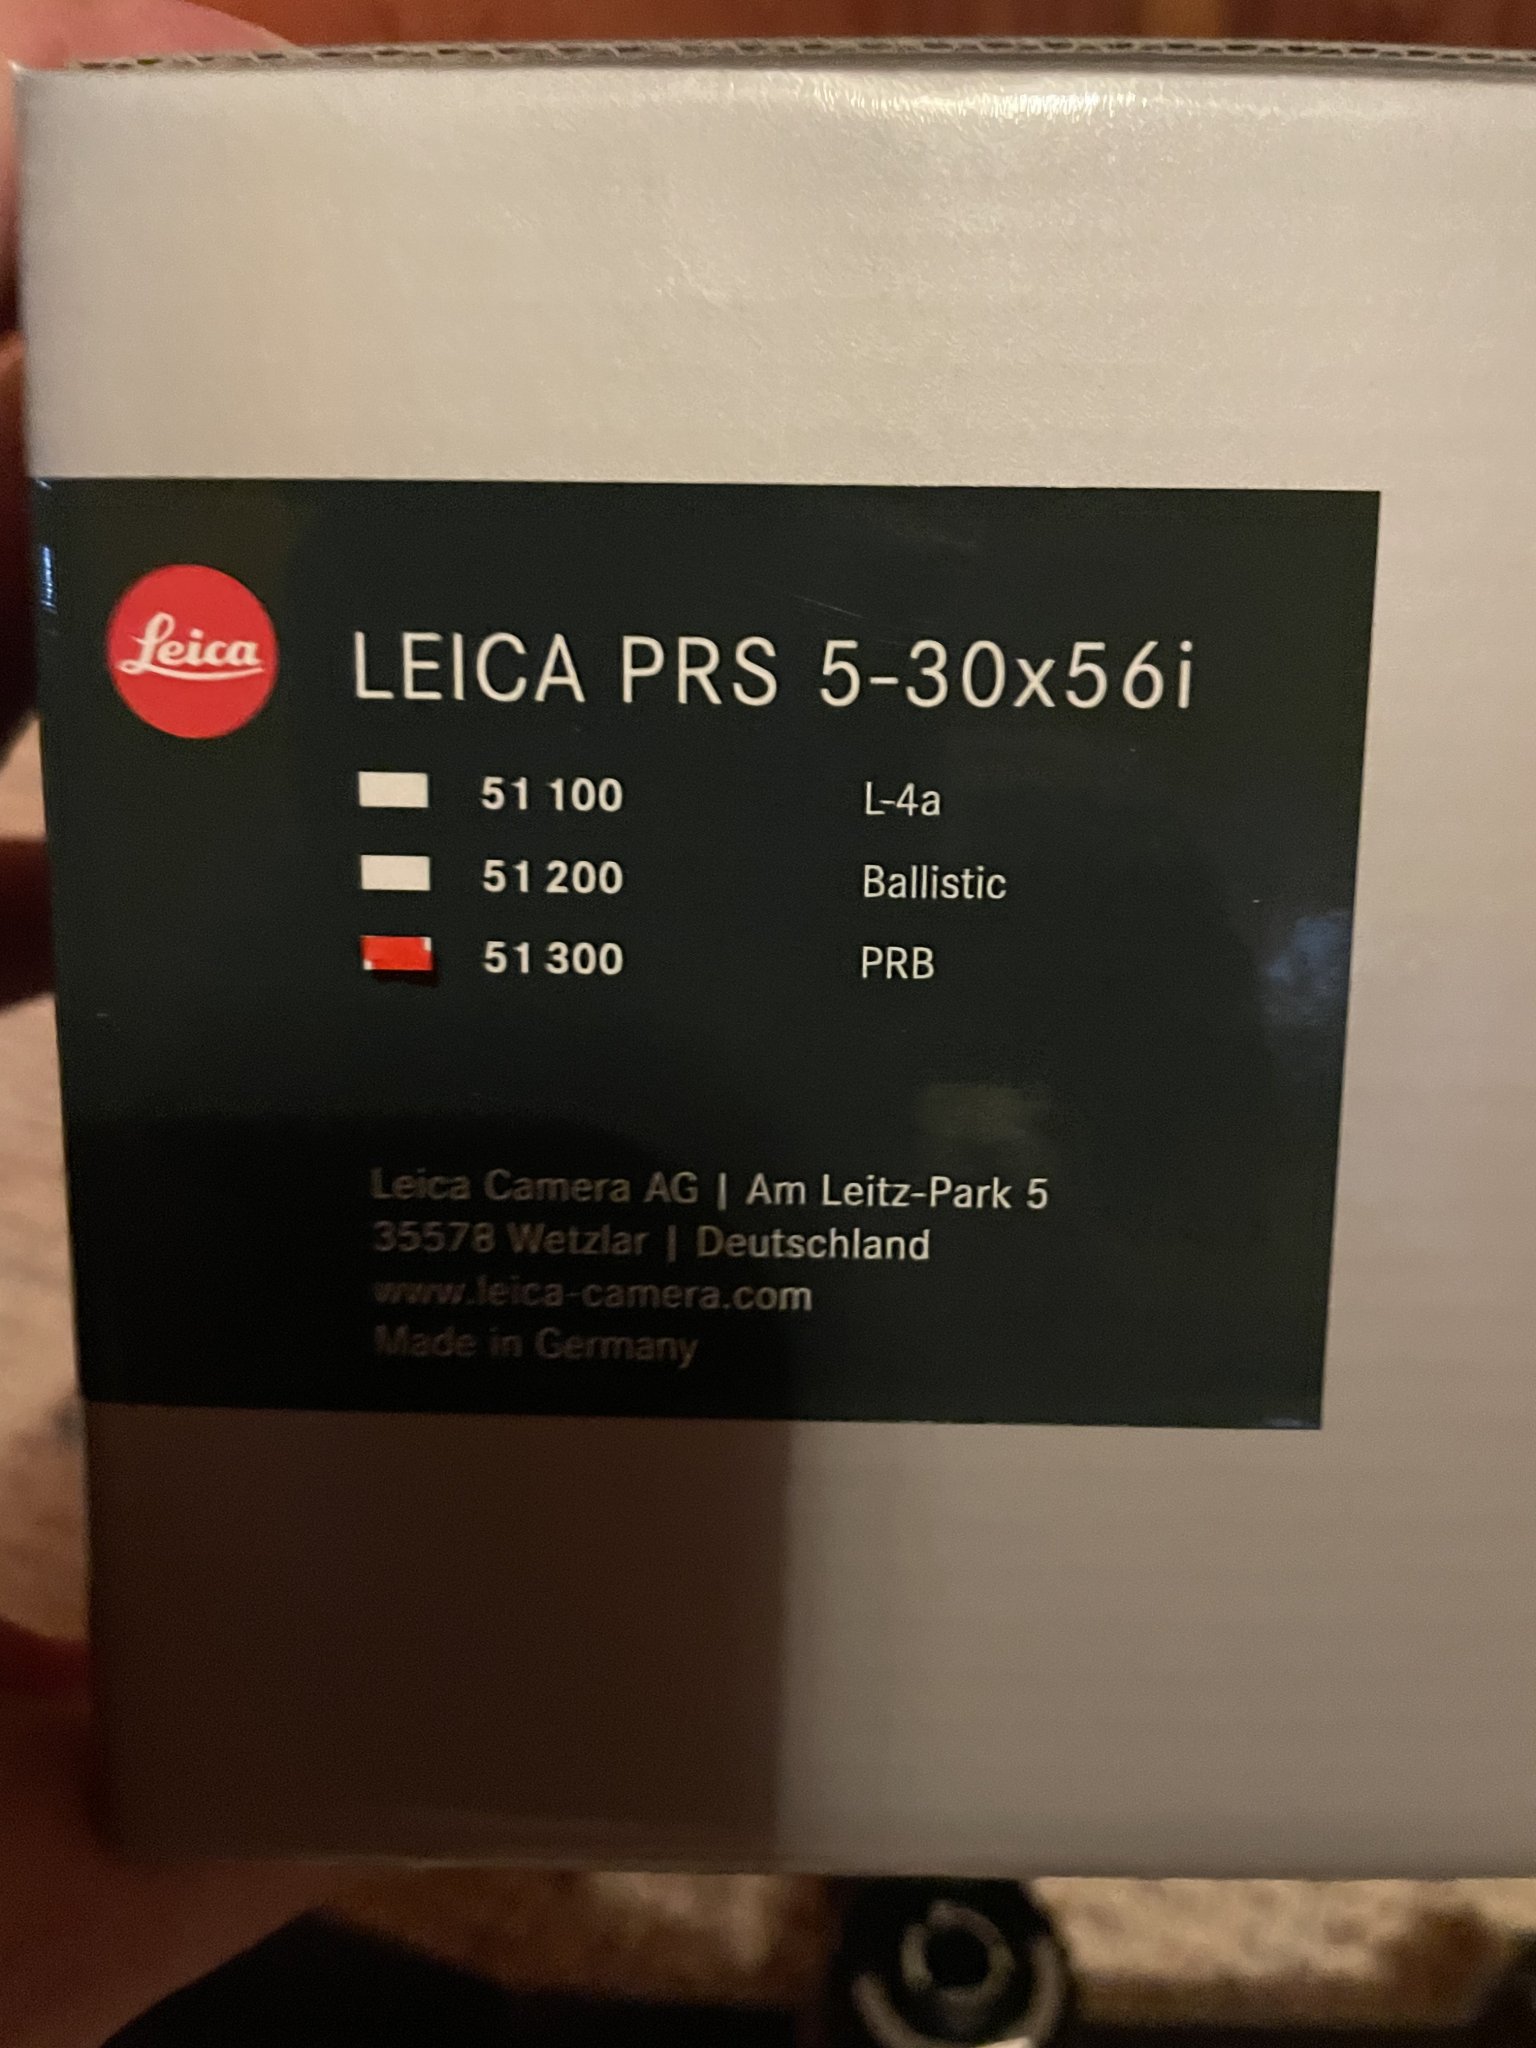 Leica
LEICA PRS 5-30x56i
51 100 L-4a
51 200 Ballistic
51 300 PRB
Leica Camera AG | Am Leitz-Park 5
35578 Wetzlar | Deutschland
www.leica-camera.com
Made in Germany